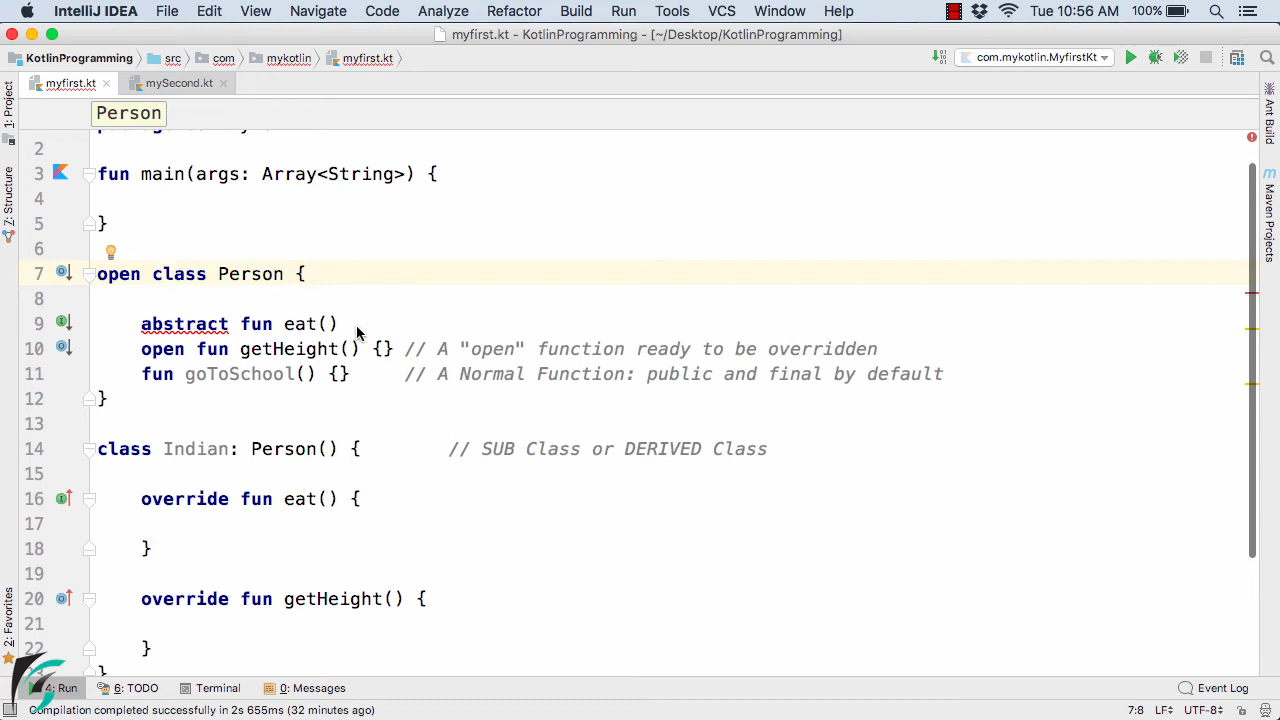 IntelliJ IDEA File Edit View Navigate Code Analyze Refactor Build Run Tools VCS Window Help Tue 10:56 AM 100%
myfirst.kt - KotlinProgramming - [~/Desktop/KotlinProgramming]
KotlinProgramming src com mykotlin myfirst.kt com.mykotlin.MyfirstKt
myfirst.kt mySecond.kt
Person
1: Project
Z: Structure
2: Favorites
Ant Build
Maven Projects
2
3 fun main(args: Array<String>) {
4
5 }
6
7 open class Person {
8
9 abstract fun eat()
10 open fun getHeight() {} // A "open" function ready to be overridden
11 fun goToSchool() {} // A Normal Function: public and final by default
12 }
13
14 class Indian: Person() { // SUB Class or DERIVED Class
15
16 override fun eat() {
17
18 }
19
20 override fun getHeight() {
21
22 }
}
4: Run 6: TODO Terminal 0: Messages Event Log
Compilation completed successfully in 2s 655ms (32 minutes ago) 7:8 LF UTF-8